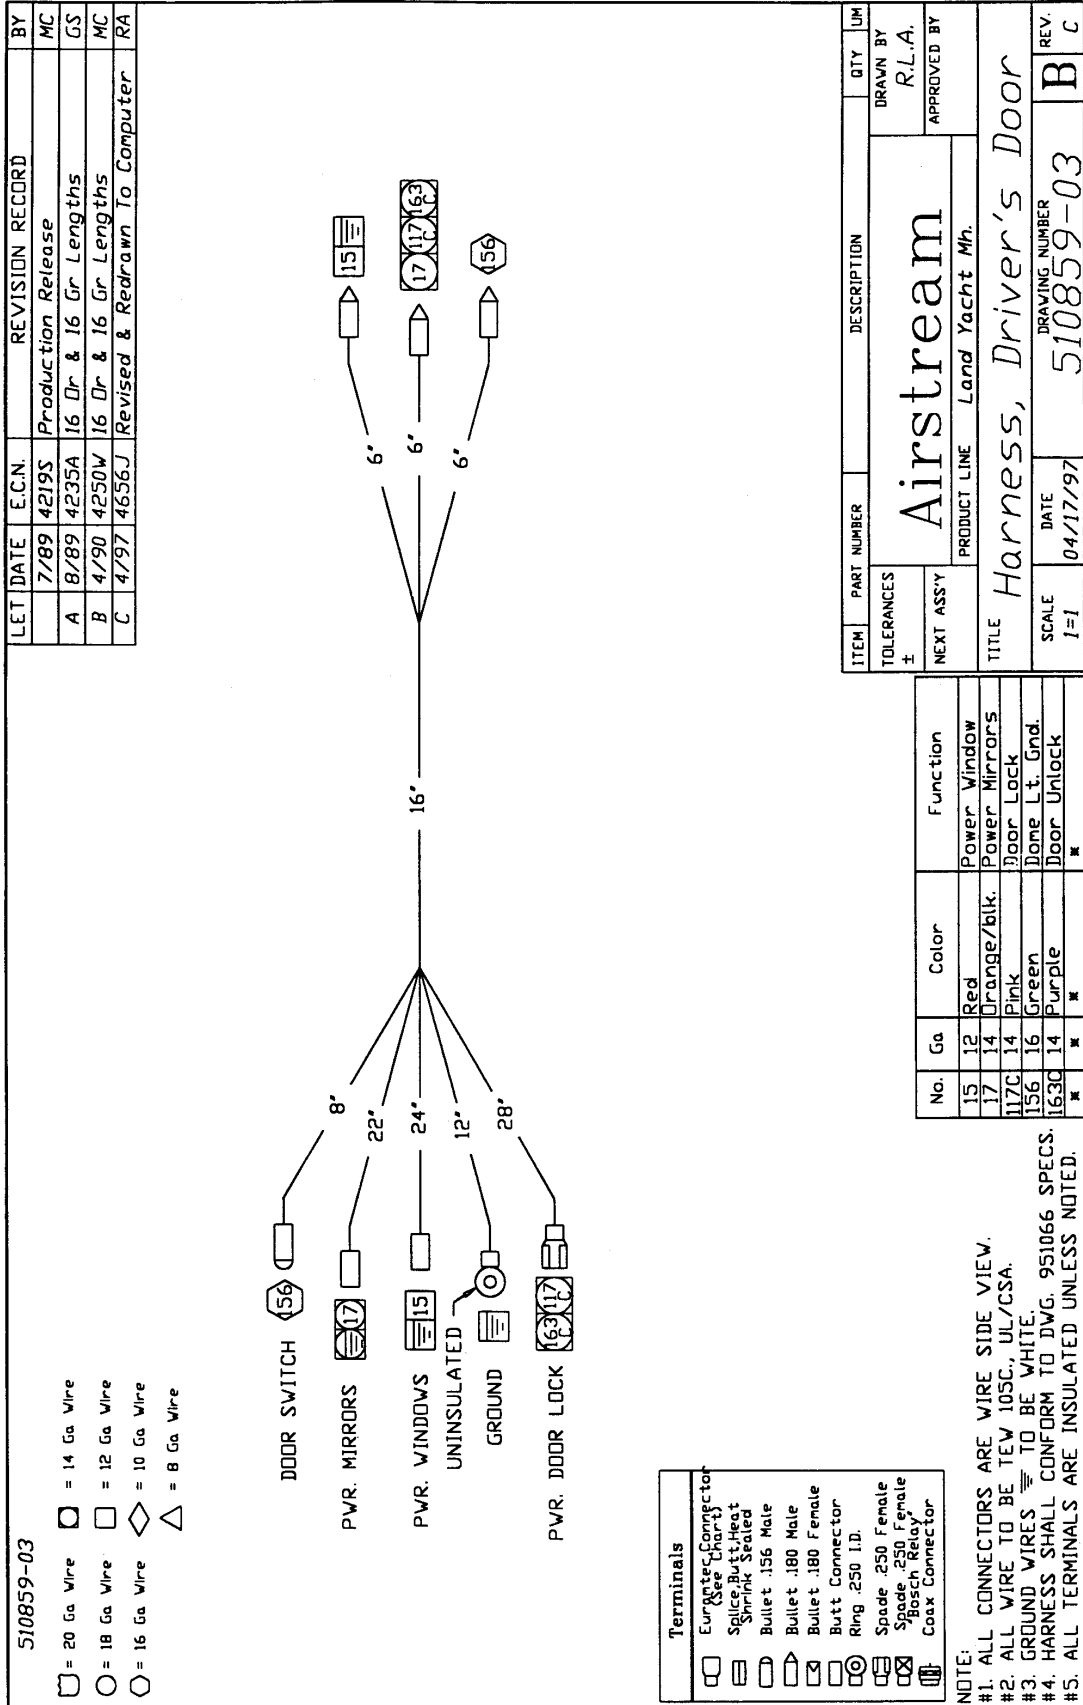 510859-03
= 20 Ga Wire
= 14 Ga Wire
= 18 Ga Wire
= 12 Ga Wire
= 16 Ga Wire
= 10 Ga Wire
= 8 Ga Wire
LET DATE E.C.N. REVISION RECORD BY
7/89 4219S Production Release MC
A 8/89 4235A 16 Or & 16 Gr Lengths GS
B 4/90 4250W 16 Or & 16 Gr Lengths MC
C 4/97 4656J Revised & Redrawn To Computer RA
DOOR SWITCH
156
8"
PWR. MIRRORS
17
22"
PWR. WINDOWS
15
24"
UNINSULATED
GROUND
12"
PWR. DOOR LOCK
163C 117C
28"
16"
6"
15
6"
17 117C 163C
6"
156
Terminals
Euromtec Connector
(See Chart)
Splice,Butt,Heat
Shrink Sealed
Bullet .156 Male
Bullet .180 Male
Bullet .180 Female
Butt Connector
Ring .250 I.D.
Spade .250 Female
Spade .250 Female
"Bosch Relay"
Coax Connector
NOTE:
#1. ALL CONNECTORS ARE WIRE SIDE VIEW.
#2. ALL WIRE TO BE TEW 105C., UL/CSA.
#3. GROUND WIRES TO BE WHITE.
#4. HARNESS SHALL CONFORM TO DWG. 951066 SPECS.
#5. ALL TERMINALS ARE INSULATED UNLESS NOTED.
No. Ga Color Function
15 12 Red Power Window
17 14 Orange/blk. Power Mirrors
117C 14 Pink Door Lock
156 16 Green Dome Lt. Gnd.
163C 14 Purple Door Unlock
* * * *
ITEM PART NUMBER DESCRIPTION QTY UM
TOLERANCES
±
Airstream
DRAWN BY
R.L.A.
NEXT ASS'Y
PRODUCT LINE Land Yacht Mh.
APPROVED BY
TITLE Harness, Driver's Door
SCALE
1=1
DATE
04/17/97
DRAWING NUMBER
510859-03
B
REV.
C